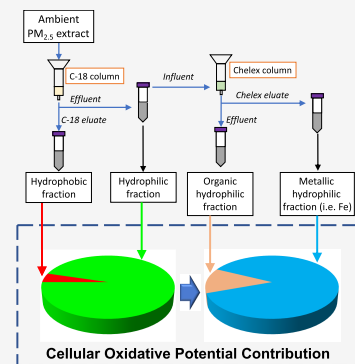 Ambient
PM2.5 extract
C-18 column
Influent
Chelex column
Effluent
C-18 eluate
Chelex eluate
Effluent
Hydrophobic
fraction
Hydrophilic
fraction
Organic
hydrophilic
fraction
Metallic
hydrophilic
fraction (i.e. Fe)
Cellular Oxidative Potential Contribution